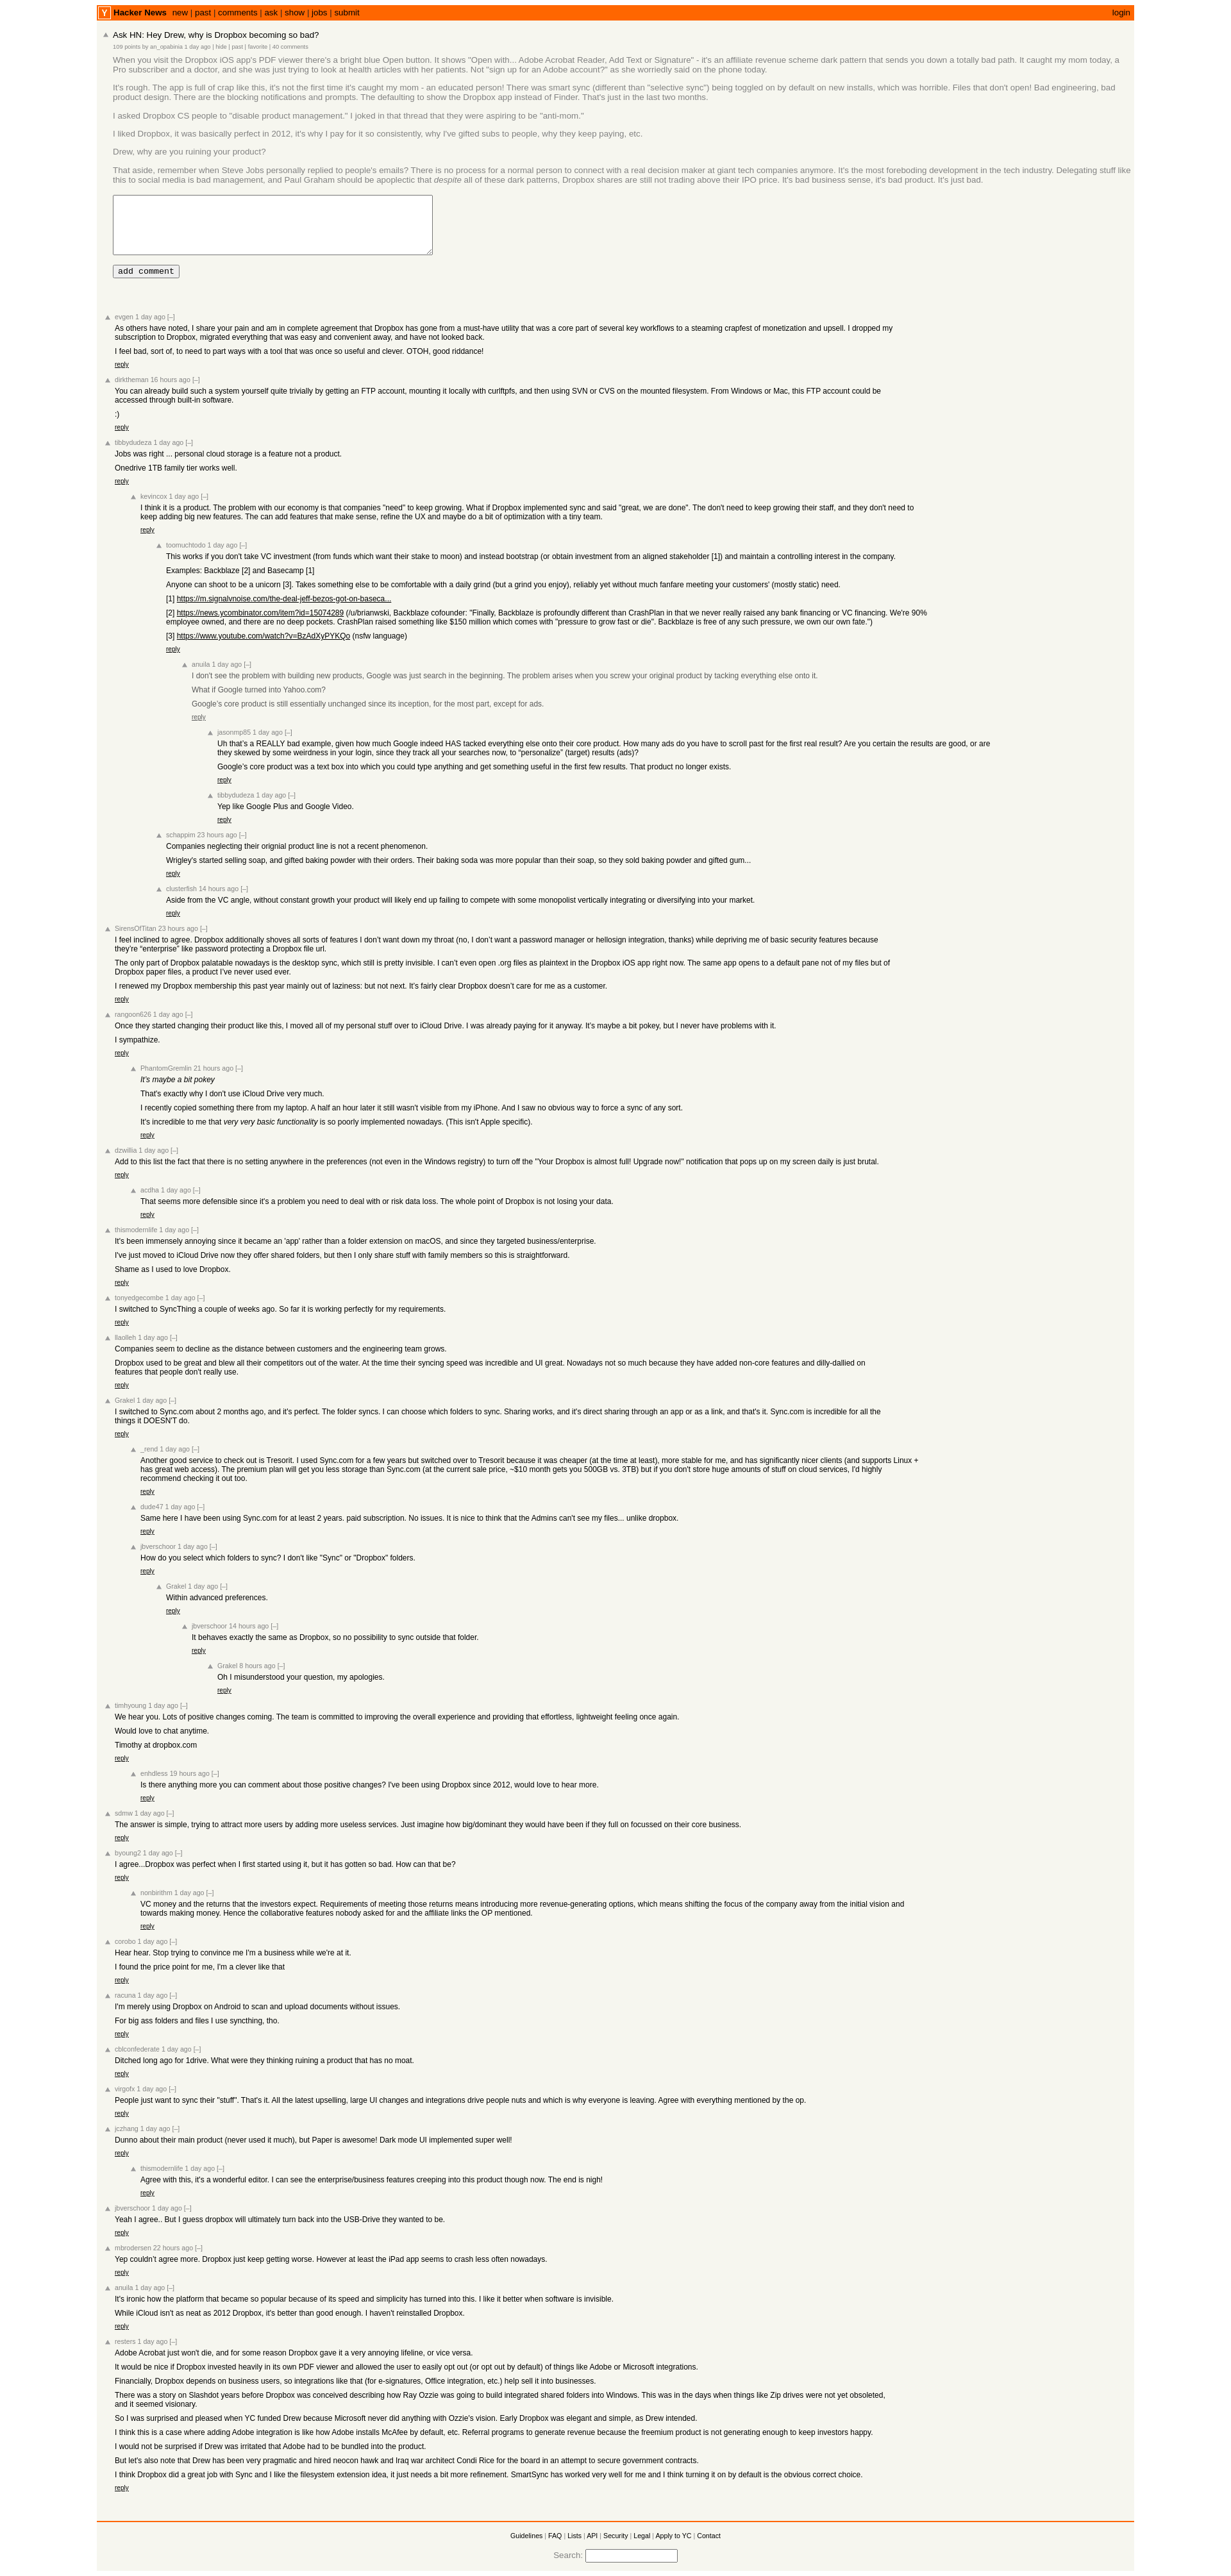 Y Hacker News new | past | comments | ask | show | jobs | submit login
Ask HN: Hey Drew, why is Dropbox becoming so bad?
109 points by an_opabinia 1 day ago | hide | past | favorite | 40 comments
When you visit the Dropbox iOS app's PDF viewer there's a bright blue Open button. It shows "Open with... Adobe Acrobat Reader, Add Text or Signature" - it's an affiliate revenue scheme dark pattern that sends you down a totally bad path. It caught my mom today, a
Pro subscriber and a doctor, and she was just trying to look at health articles with her patients. Not "sign up for an Adobe account?" as she worriedly said on the phone today.
It's rough. The app is full of crap like this, it's not the first time it's caught my mom - an educated person! There was smart sync (different than "selective sync") being toggled on by default on new installs, which was horrible. Files that don't open! Bad engineering, bad
product design. There are the blocking notifications and prompts. The defaulting to show the Dropbox app instead of Finder. That's just in the last two months.
I asked Dropbox CS people to "disable product management." I joked in that thread that they were aspiring to be "anti-mom."
I liked Dropbox, it was basically perfect in 2012, it's why I pay for it so consistently, why I've gifted subs to people, why they keep paying, etc.
Drew, why are you ruining your product?
That aside, remember when Steve Jobs personally replied to people's emails? There is no process for a normal person to connect with a real decision maker at giant tech companies anymore. It's the most foreboding development in the tech industry. Delegating stuff like
this to social media is bad management, and Paul Graham should be apoplectic that despite all of these dark patterns, Dropbox shares are still not trading above their IPO price. It's bad business sense, it's bad product. It's just bad.
add comment
evgen 1 day ago [–]
As others have noted, I share your pain and am in complete agreement that Dropbox has gone from a must-have utility that was a core part of several key workflows to a steaming crapfest of monetization and upsell. I dropped my
subscription to Dropbox, migrated everything that was easy and convenient away, and have not looked back.
I feel bad, sort of, to need to part ways with a tool that was once so useful and clever. OTOH, good riddance!
reply
dirktheman 16 hours ago [–]
You can already build such a system yourself quite trivially by getting an FTP account, mounting it locally with curlftpfs, and then using SVN or CVS on the mounted filesystem. From Windows or Mac, this FTP account could be
accessed through built-in software.
;)
reply
tibbydudeza 1 day ago [–]
Jobs was right ... personal cloud storage is a feature not a product.
Onedrive 1TB family tier works well.
reply
kevincox 1 day ago [–]
I think it is a product. The problem with our economy is that companies "need" to keep growing. What if Dropbox implemented sync and said "great, we are done". The don't need to keep growing their staff, and they don't need to
keep adding big new features. The can add features that make sense, refine the UX and maybe do a bit of optimization with a tiny team.
reply
toomuchtodo 1 day ago [–]
This works if you don't take VC investment (from funds which want their stake to moon) and instead bootstrap (or obtain investment from an aligned stakeholder [1]) and maintain a controlling interest in the company.
Examples: Backblaze [2] and Basecamp [1]
Anyone can shoot to be a unicorn [3]. Takes something else to be comfortable with a daily grind (but a grind you enjoy), reliably yet without much fanfare meeting your customers' (mostly static) need.
[1] https://m.signalvnoise.com/the-deal-jeff-bezos-got-on-baseca...
[2] https://news.ycombinator.com/item?id=15074289 (/u/brianwski, Backblaze cofounder: "Finally, Backblaze is profoundly different than CrashPlan in that we never really raised any bank financing or VC financing. We're 90%
employee owned, and there are no deep pockets. CrashPlan raised something like $150 million which comes with "pressure to grow fast or die". Backblaze is free of any such pressure, we own our own fate.")
[3] https://www.youtube.com/watch?v=BzAdXyPYKQo (nsfw language)
reply
anuila 1 day ago [–]
I don't see the problem with building new products, Google was just search in the beginning. The problem arises when you screw your original product by tacking everything else onto it.
What if Google turned into Yahoo.com?
Google's core product is still essentially unchanged since its inception, for the most part, except for ads.
reply
jasonmp85 1 day ago [–]
Uh that's a REALLY bad example, given how much Google indeed HAS tacked everything else onto their core product. How many ads do you have to scroll past for the first real result? Are you certain the results are good, or are
they skewed by some weirdness in your login, since they track all your searches now, to “personalize” (target) results (ads)?
Google’s core product was a text box into which you could type anything and get something useful in the first few results. That product no longer exists.
reply
tibbydudeza 1 day ago [–]
Yep like Google Plus and Google Video.
reply
schappim 23 hours ago [–]
Companies neglecting their orignial product line is not a recent phenomenon.
Wrigley's started selling soap, and gifted baking powder with their orders. Their baking soda was more popular than their soap, so they sold baking powder and gifted gum...
reply
clusterfish 14 hours ago [–]
Aside from the VC angle, without constant growth your product will likely end up failing to compete with some monopolist vertically integrating or diversifying into your market.
reply
SirensOfTitan 23 hours ago [–]
I feel inclined to agree. Dropbox additionally shoves all sorts of features I don’t want down my throat (no, I don’t want a password manager or hellosign integration, thanks) while depriving me of basic security features because
they’re “enterprise” like password protecting a Dropbox file url.
The only part of Dropbox palatable nowadays is the desktop sync, which still is pretty invisible. I can’t even open .org files as plaintext in the Dropbox iOS app right now. The same app opens to a default pane not of my files but of
Dropbox paper files, a product I’ve never used ever.
I renewed my Dropbox membership this past year mainly out of laziness: but not next. It’s fairly clear Dropbox doesn’t care for me as a customer.
reply
rangoon626 1 day ago [–]
Once they started changing their product like this, I moved all of my personal stuff over to iCloud Drive. I was already paying for it anyway. It's maybe a bit pokey, but I never have problems with it.
I sympathize.
reply
PhantomGremlin 21 hours ago [–]
It's maybe a bit pokey
That's exactly why I don't use iCloud Drive very much.
I recently copied something there from my laptop. A half an hour later it still wasn't visible from my iPhone. And I saw no obvious way to force a sync of any sort.
It's incredible to me that very very basic functionality is so poorly implemented nowadays. (This isn't Apple specific).
reply
dzwillia 1 day ago [–]
Add to this list the fact that there is no setting anywhere in the preferences (not even in the Windows registry) to turn off the "Your Dropbox is almost full! Upgrade now!" notification that pops up on my screen daily is just brutal.
reply
acdha 1 day ago [–]
That seems more defensible since it's a problem you need to deal with or risk data loss. The whole point of Dropbox is not losing your data.
reply
thismodernlife 1 day ago [–]
It's been immensely annoying since it became an 'app' rather than a folder extension on macOS, and since they targeted business/enterprise.
I've just moved to iCloud Drive now they offer shared folders, but then I only share stuff with family members so this is straightforward.
Shame as I used to love Dropbox.
reply
tonyedgecombe 1 day ago [–]
I switched to SyncThing a couple of weeks ago. So far it is working perfectly for my requirements.
reply
llaolleh 1 day ago [–]
Companies seem to decline as the distance between customers and the engineering team grows.
Dropbox used to be great and blew all their competitors out of the water. At the time their syncing speed was incredible and UI great. Nowadays not so much because they have added non-core features and dilly-dallied on
features that people don't really use.
reply
Grakel 1 day ago [–]
I switched to Sync.com about 2 months ago, and it's perfect. The folder syncs. I can choose which folders to sync. Sharing works, and it's direct sharing through an app or as a link, and that's it. Sync.com is incredible for all the
things it DOESN'T do.
reply
_rend 1 day ago [–]
Another good service to check out is Tresorit. I used Sync.com for a few years but switched over to Tresorit because it was cheaper (at the time at least), more stable for me, and has significantly nicer clients (and supports Linux +
has great web access). The premium plan will get you less storage than Sync.com (at the current sale price, ~$10 month gets you 500GB vs. 3TB) but if you don't store huge amounts of stuff on cloud services, I'd highly
recommend checking it out too.
reply
dude47 1 day ago [–]
Same here I have been using Sync.com for at least 2 years. paid subscription. No issues. It is nice to think that the Admins can't see my files... unlike dropbox.
reply
jbverschoor 1 day ago [–]
How do you select which folders to sync? I don't like "Sync" or "Dropbox" folders.
reply
Grakel 1 day ago [–]
Within advanced preferences.
reply
jbverschoor 14 hours ago [–]
It behaves exactly the same as Dropbox, so no possibility to sync outside that folder.
reply
Grakel 8 hours ago [–]
Oh I misunderstood your question, my apologies.
reply
timhyoung 1 day ago [–]
We hear you. Lots of positive changes coming. The team is committed to improving the overall experience and providing that effortless, lightweight feeling once again.
Would love to chat anytime.
Timothy at dropbox.com
reply
enhdless 19 hours ago [–]
Is there anything more you can comment about those positive changes? I've been using Dropbox since 2012, would love to hear more.
reply
sdmw 1 day ago [–]
The answer is simple, trying to attract more users by adding more useless services. Just imagine how big/dominant they would have been if they full on focussed on their core business.
reply
byoung2 1 day ago [–]
I agree...Dropbox was perfect when I first started using it, but it has gotten so bad. How can that be?
reply
nonbirithm 1 day ago [–]
VC money and the returns that the investors expect. Requirements of meeting those returns means introducing more revenue-generating options, which means shifting the focus of the company away from the initial vision and
towards making money. Hence the collaborative features nobody asked for and the affiliate links the OP mentioned.
reply
corobo 1 day ago [–]
Hear hear. Stop trying to convince me I'm a business while we're at it.
I found the price point for me, I'm a clever like that
reply
racuna 1 day ago [–]
I'm merely using Dropbox on Android to scan and upload documents without issues.
For big ass folders and files I use syncthing, tho.
reply
cblconfederate 1 day ago [–]
Ditched long ago for 1drive. What were they thinking ruining a product that has no moat.
reply
virgofx 1 day ago [–]
People just want to sync their "stuff". That's it. All the latest upselling, large UI changes and integrations drive people nuts and which is why everyone is leaving. Agree with everything mentioned by the op.
reply
jczhang 1 day ago [–]
Dunno about their main product (never used it much), but Paper is awesome! Dark mode UI implemented super well!
reply
thismodernlife 1 day ago [–]
Agree with this, it's a wonderful editor. I can see the enterprise/business features creeping into this product though now. The end is nigh!
reply
jbverschoor 1 day ago [–]
Yeah I agree.. But I guess dropbox will ultimately turn back into the USB-Drive they wanted to be.
reply
mbrodersen 22 hours ago [–]
Yep couldn’t agree more. Dropbox just keep getting worse. However at least the iPad app seems to crash less often nowadays.
reply
anuila 1 day ago [–]
It's ironic how the platform that became so popular because of its speed and simplicity has turned into this. I like it better when software is invisible.
While iCloud isn't as neat as 2012 Dropbox, it's better than good enough. I haven't reinstalled Dropbox.
reply
resters 1 day ago [–]
Adobe Acrobat just won't die, and for some reason Dropbox gave it a very annoying lifeline, or vice versa.
It would be nice if Dropbox invested heavily in its own PDF viewer and allowed the user to easily opt out (or opt out by default) of things like Adobe or Microsoft integrations.
Financially, Dropbox depends on business users, so integrations like that (for e-signatures, Office integration, etc.) help sell it into businesses.
There was a story on Slashdot years before Dropbox was conceived describing how Ray Ozzie was going to build integrated shared folders into Windows. This was in the days when things like Zip drives were not yet obsoleted,
and it seemed visionary.
So I was surprised and pleased when YC funded Drew because Microsoft never did anything with Ozzie's vision. Early Dropbox was elegant and simple, as Drew intended.
I think this is a case where adding Adobe integration is like how Adobe installs McAfee by default, etc. Referral programs to generate revenue because the freemium product is not generating enough to keep investors happy.
I would not be surprised if Drew was irritated that Adobe had to be bundled into the product.
But let's also note that Drew has been very pragmatic and hired neocon hawk and Iraq war architect Condi Rice for the board in an attempt to secure government contracts.
I think Dropbox did a great job with Sync and I like the filesystem extension idea, it just needs a bit more refinement. SmartSync has worked very well for me and I think turning it on by default is the obvious correct choice.
reply
Guidelines | FAQ | Lists | API | Security | Legal | Apply to YC | Contact
Search: